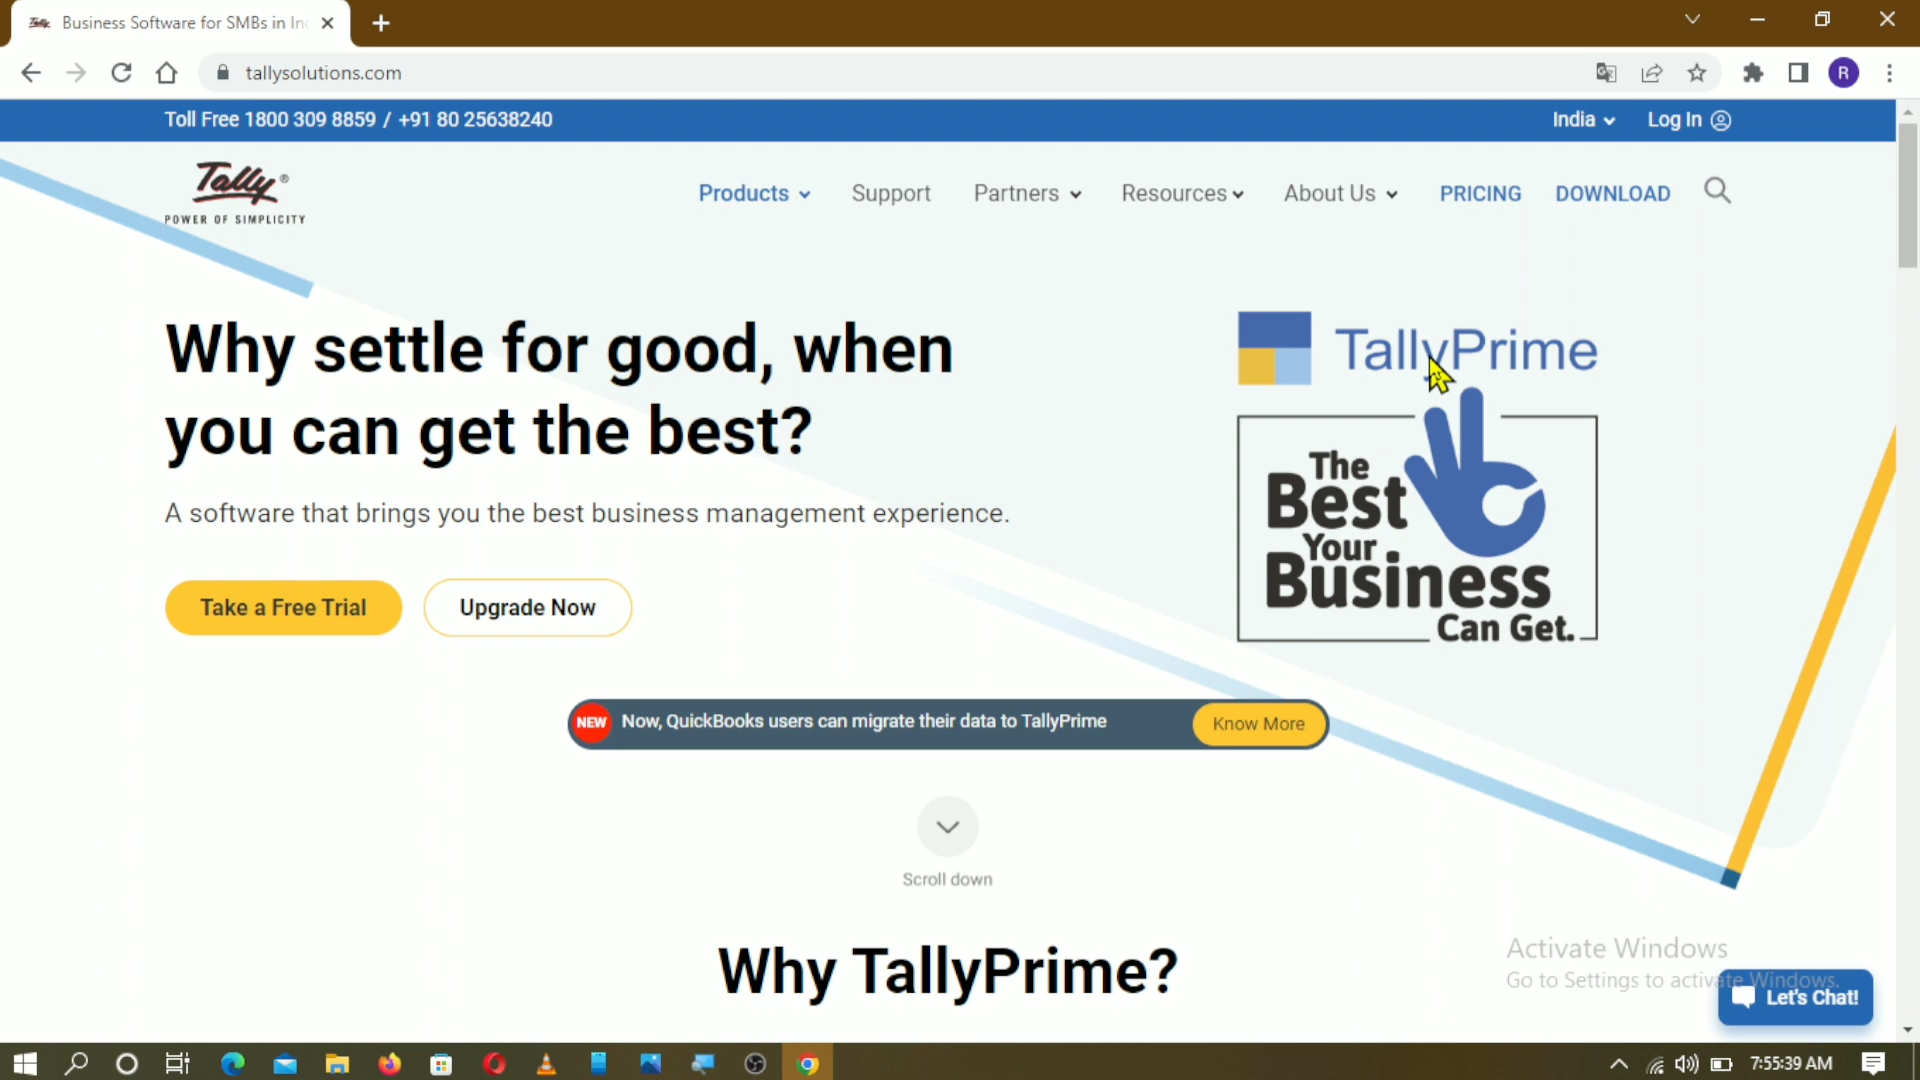 Business Software for SMBs in In
tallysolutions.com
R
Toll Free 1800 309 8859 / +91 80 25638240
India
Log In
Tally®
POWER OF SIMPLICITY
Products
Support
Partners
Resources
About Us
PRICING
DOWNLOAD
Why settle for good, when
you can get the best?
A software that brings you the best business management experience.
Take a Free Trial
Upgrade Now
TallyPrime
The
Best
Your
Business
Can Get.
NEW
Now, QuickBooks users can migrate their data to TallyPrime
Know More
Scroll down
Why TallyPrime?
Activate Windows
Go to Settings to activate Windows.
Let's Chat!
7:55:39 AM